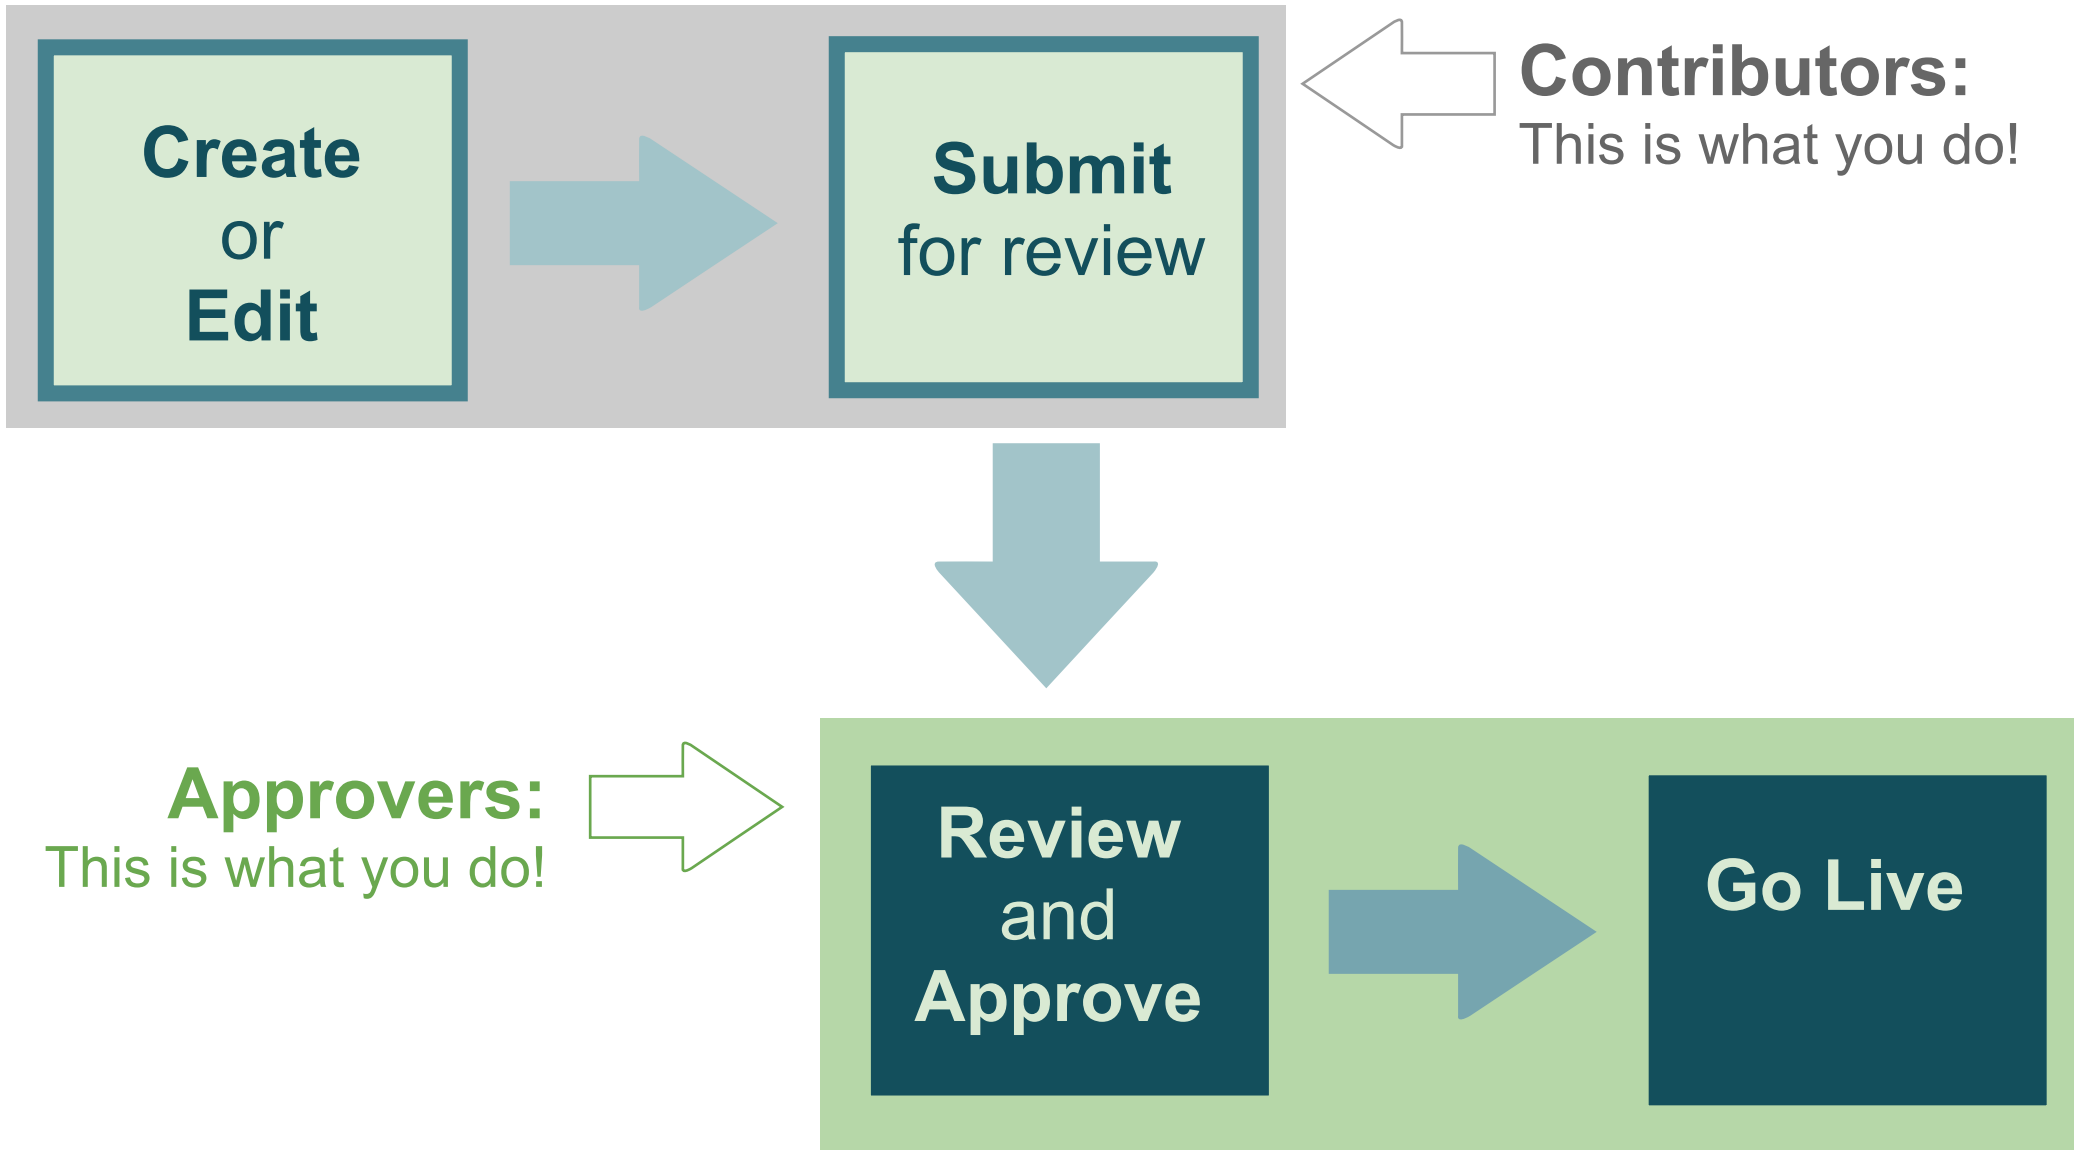 Create
or
Edit
Submit
for review
Contributors:
This is what you do!
Approvers:
This is what you do!
Review
and
Approve
Go Live